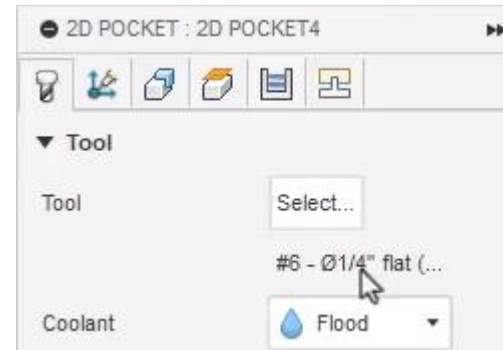 2D POCKET : 2D POCKET4
Tool
Tool Select...
#6 - Ø1/4" flat (...
Coolant Flood